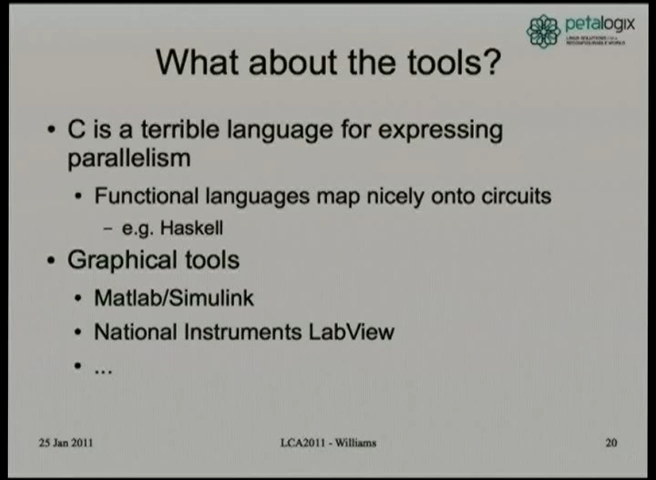 petalogix
What about the tools?
• C is a terrible language for expressing
parallelism
• Functional languages map nicely onto circuits
– e.g. Haskell
• Graphical tools
• Matlab/Simulink
• National Instruments LabView
• ...
25 Jan 2011
LCA2011 - Williams
20